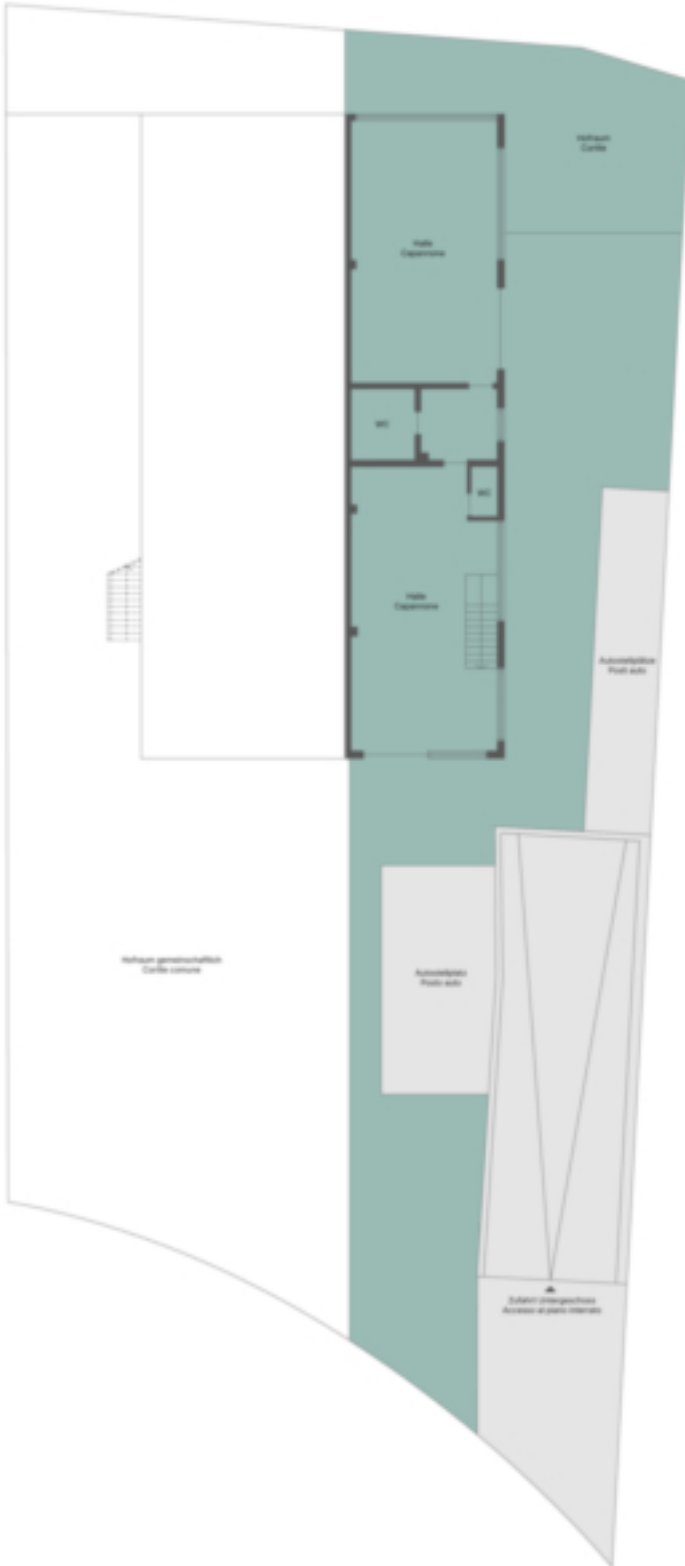 Hofraum
Cortile
Halle
Capannone
WC
WC
Halle
Capannone
Autostellplätze
Posti auto
Hofraum gemeinschaftlich
Cortile comune
Autostellplatz
Posto auto
Zufahrt Untergeschoss
Accesso al piano interrato